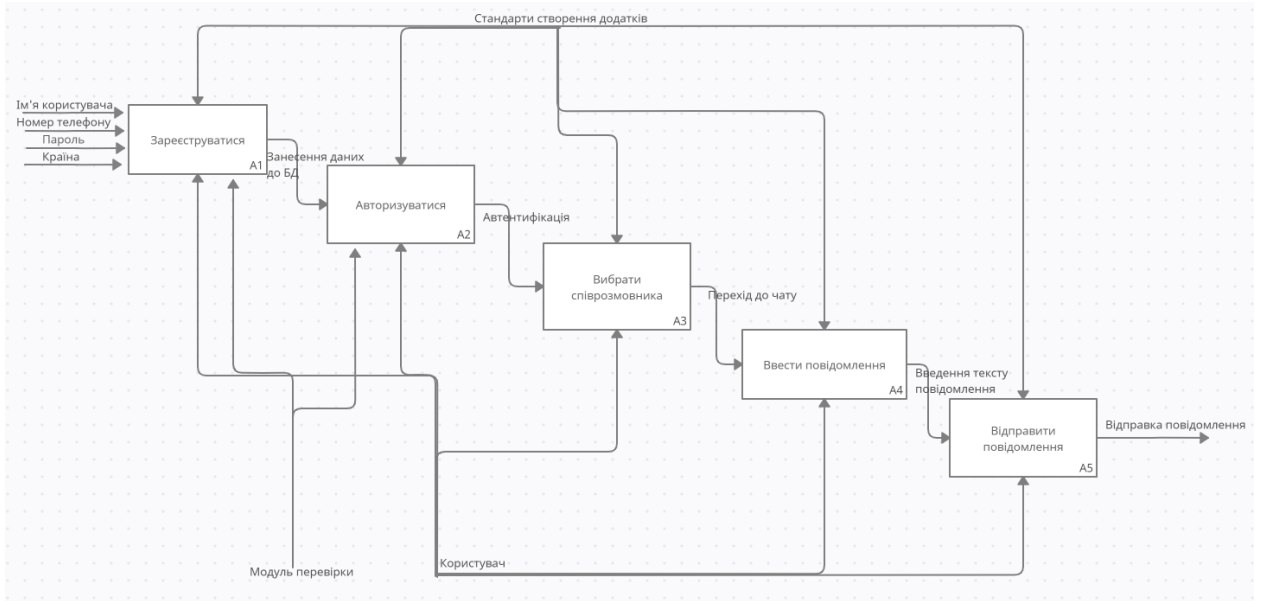 Стандарти створення додатків
Ім'я користувача
Номер телефону
Пароль
Країна
Зареєструватися
A1
Занесення даних
до БД
Авторизуватися
A2
Автентифікація
Вибрати
співрозмовника
A3
Перехід до чату
Ввести повідомлення
A4
Введення тексту
повідомлення
Відправити
повідомлення
A5
Відправка повідомлення
Користувач
Модуль перевірки